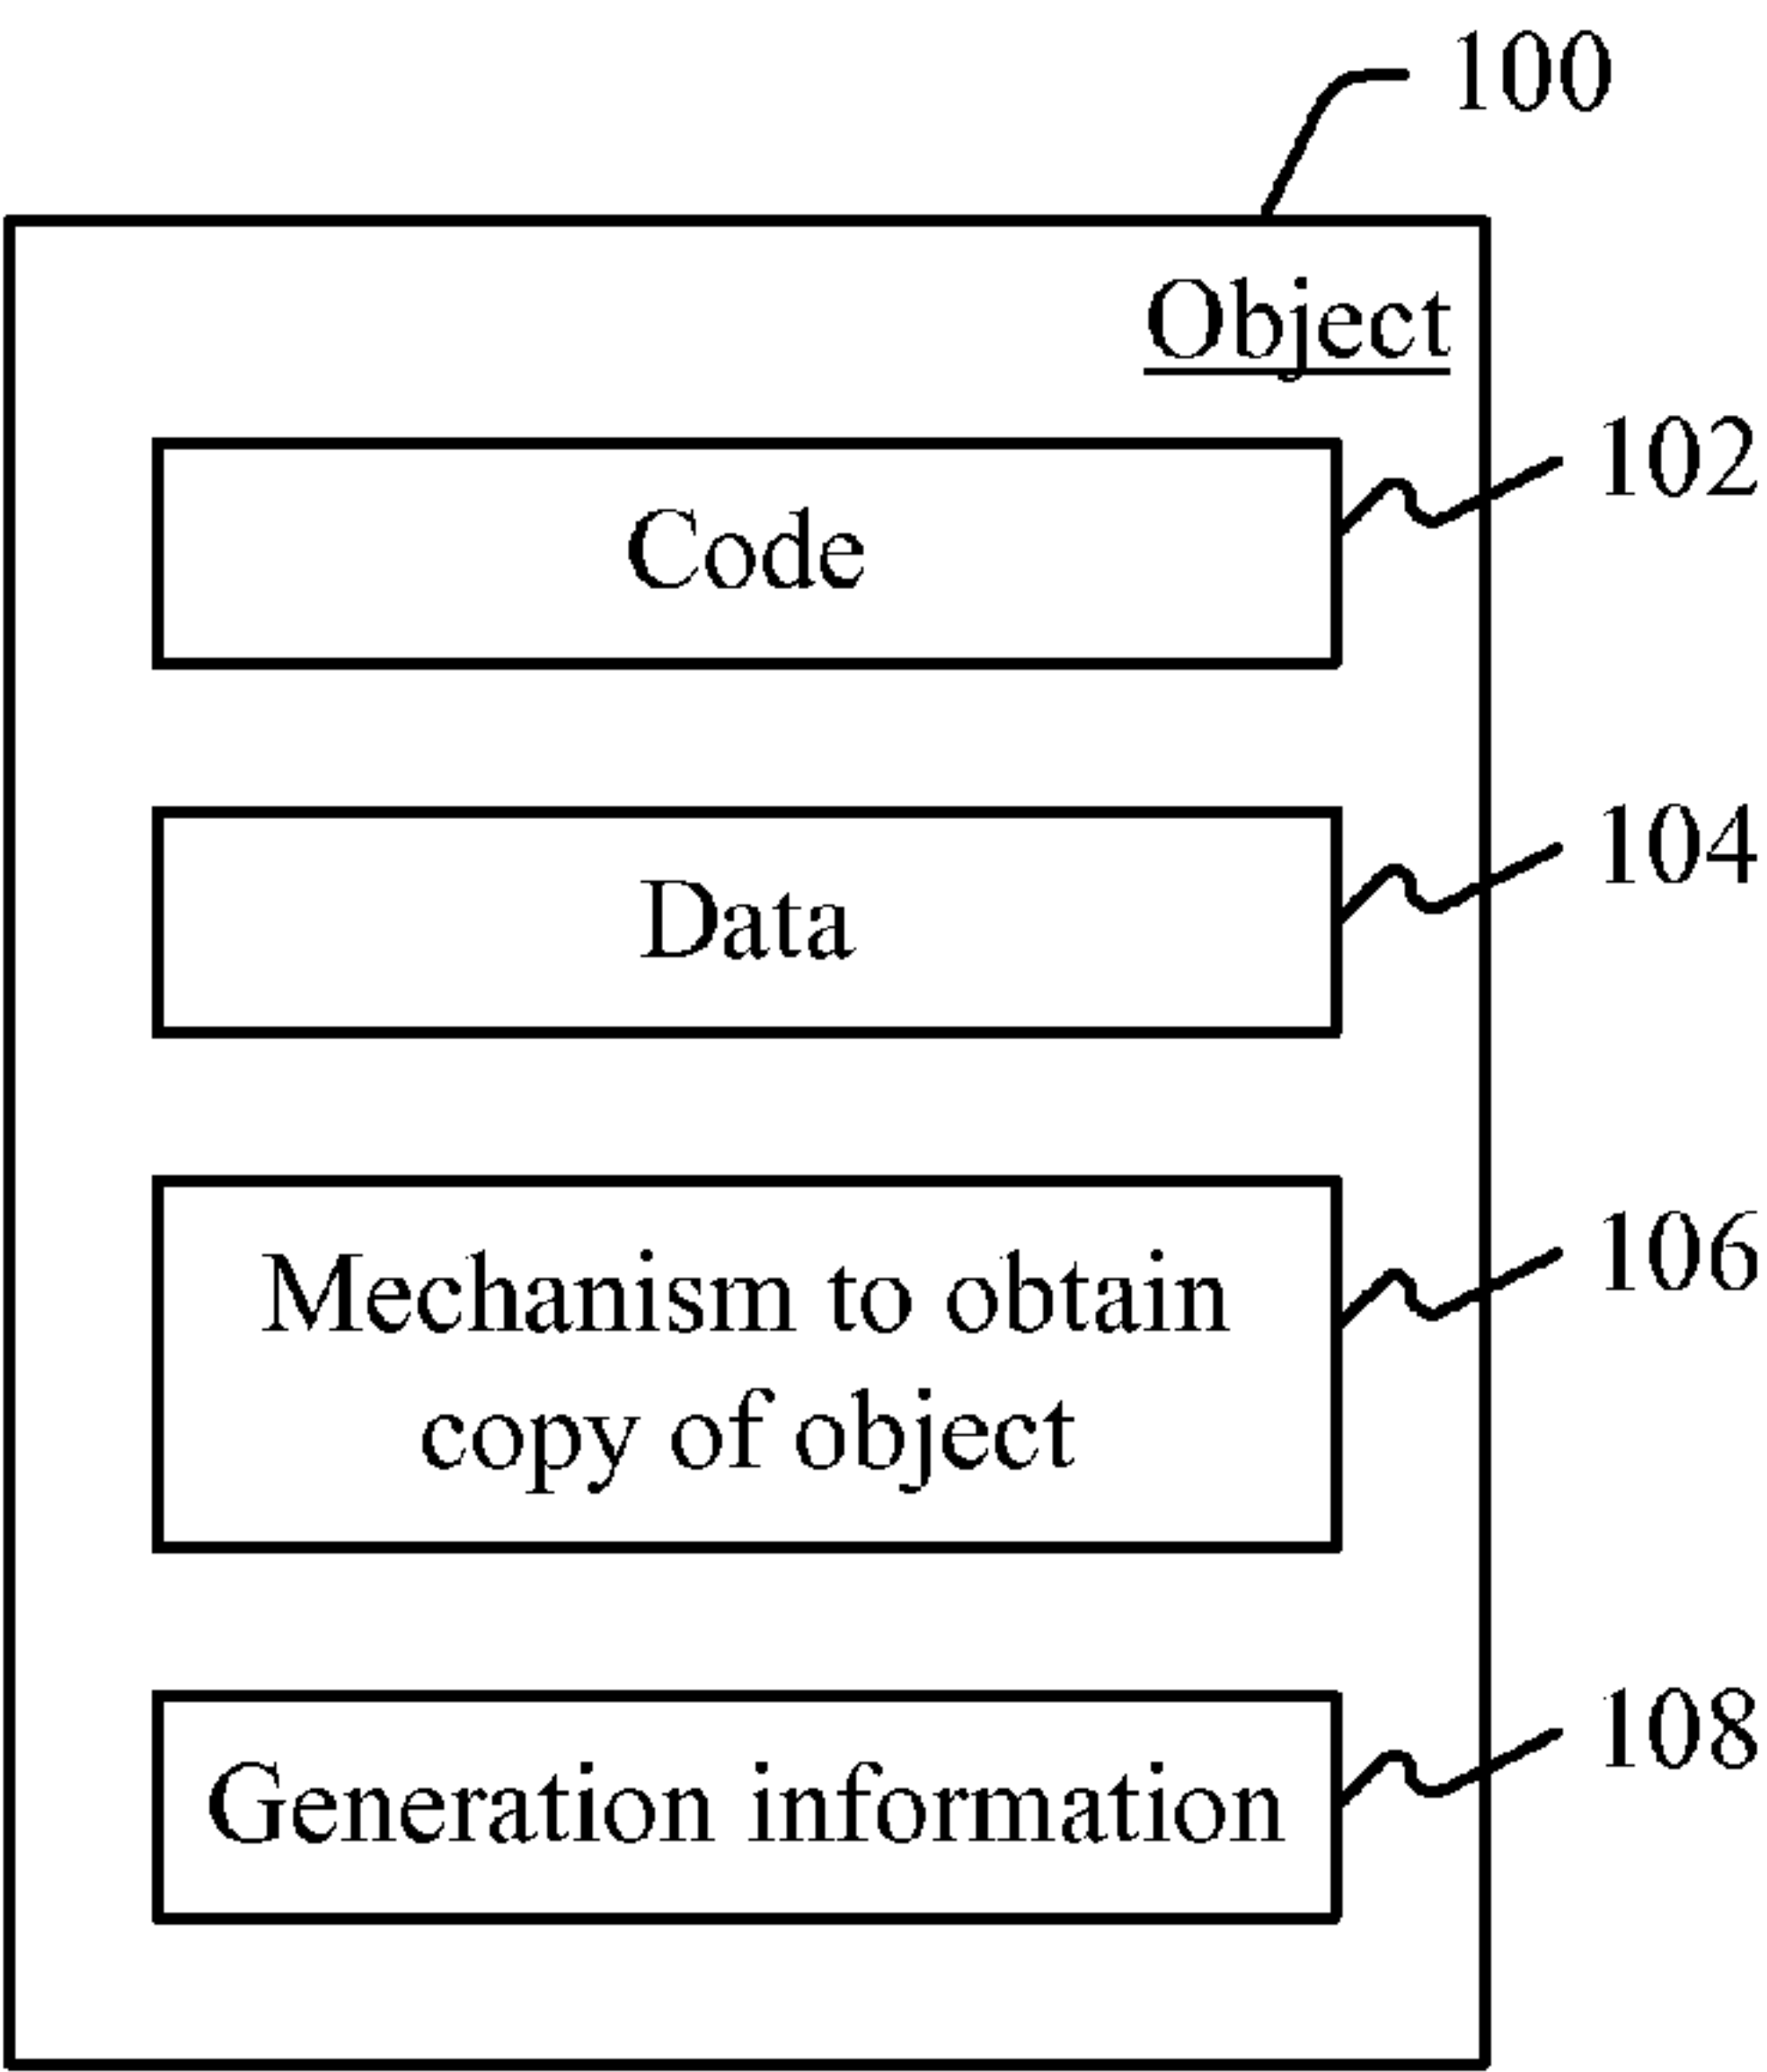 100
Object
102
Code
104
Data
106
Mechanism to obtain
copy of object
108
Generation information